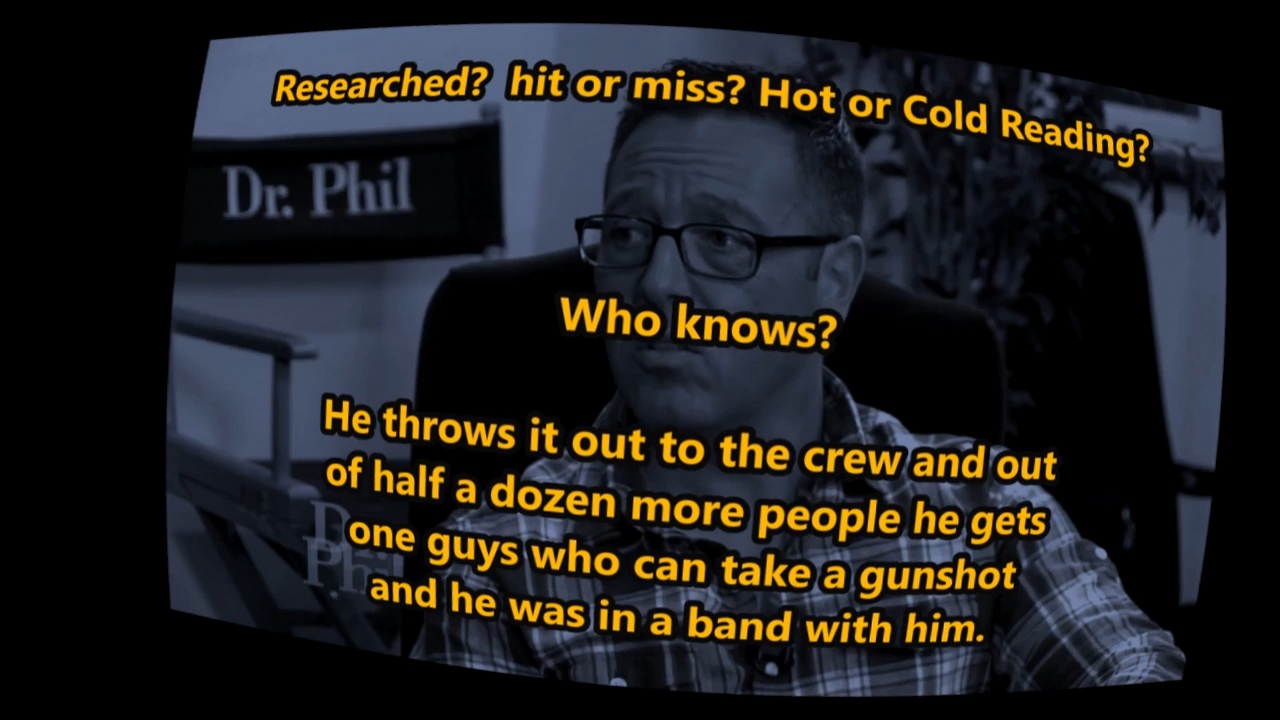 Researched?  hit or miss? Hot or Cold Reading?
Dr. Phil
Who knows?
He throws it out to the crew and out
of half a dozen more people he gets
one guys who can take a gunshot
and he was in a band with him.
Dr.
Phil